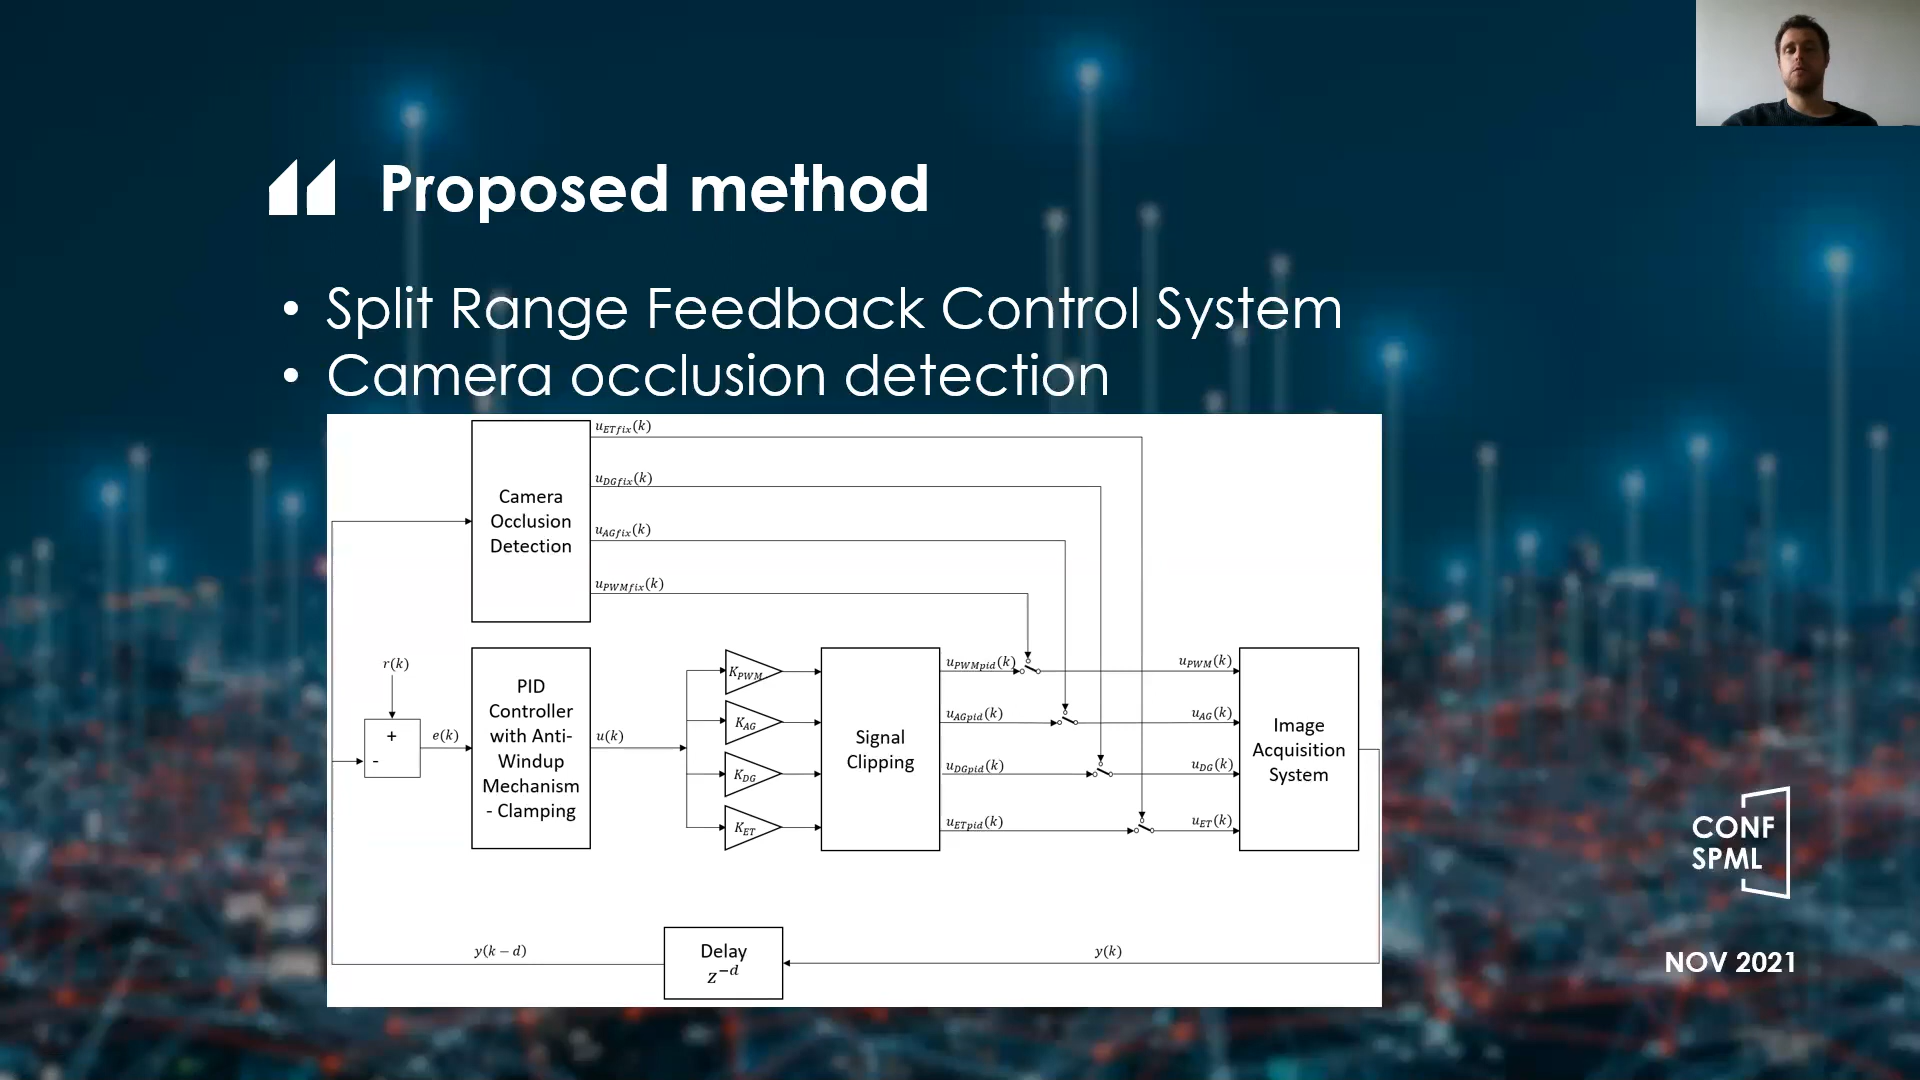 Proposed method
• Split Range Feedback Control System
• Camera occlusion detection
Camera
Occlusion
Detection
u_ETfix(k)
u_DGfix(k)
u_AGfix(k)
u_PWMfix(k)
r(k)
+
-
e(k)
PID
Controller
with Anti-
Windup
Mechanism
- Clamping
u(k)
K_PWM
K_AG
K_DG
K_ET
Signal
Clipping
u_PWMpid(k)
u_AGpid(k)
u_DGpid(k)
u_ETpid(k)
u_PWM(k)
u_AG(k)
u_DG(k)
u_ET(k)
Image
Acquisition
System
y(k − d)
Delay
z^−d
y(k)
CONF
SPML
NOV 2021